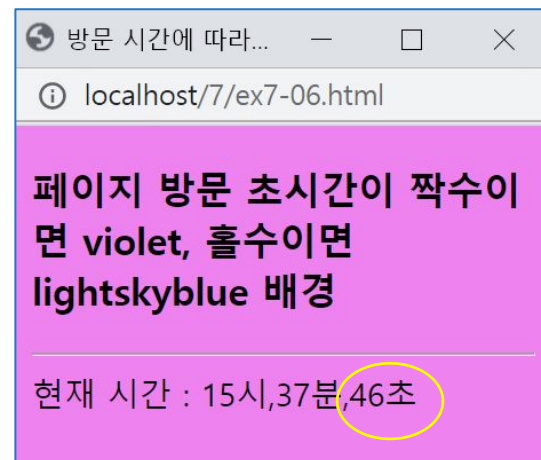 방문 시간에 따라...
localhost/7/ex7-06.html
페이지 방문 초시간이 짝수이
면 violet, 홀수이면
lightskyblue 배경
현재 시간 : 15시,37분,46초